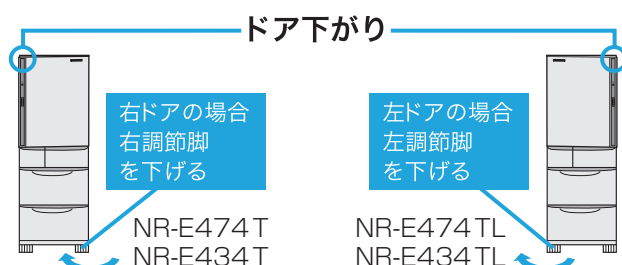 ドア下がり
右ドアの場合
右調節脚
を下げる
左ドアの場合
左調節脚
を下げる
NR-E474T
NR-E434T
NR-E474TL
NR-E434TL